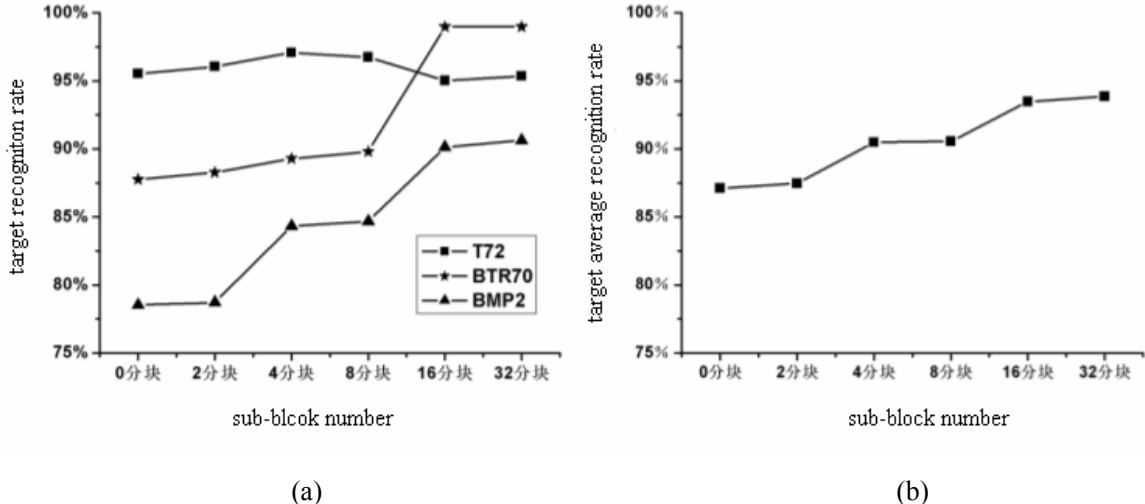 100%
95%
90%
85%
80%
75%
target recogniton rate
T72
BTR70
BMP2
0分块
2分块
4分块
8分块
16分块
32分块
sub-blcok number
(a)
100%
95%
90%
85%
80%
75%
target average recognition rate
0分块
2分块
4分块
8分块
16分块
32分块
sub-block number
(b)